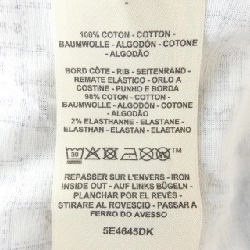 100% COTON - COTTON -
BAUMWOLLE - ALGODÓN - COTONE
- ALGODÃO
BORD CÔTE - RIB - SEITENRAND -
REMATE ELÁSTICO - ORLO A
COSTINE - PUNHO E BORDA
98% COTON - COTTON -
BAUMWOLLE - ALGODÓN - COTONE
- ALGODÃO
2% ELASTHANNE - ELASTANE -
ELASTHAN - ELASTAN - ELASTANO
30
REPASSER SUR L'ENVERS - IRON
INSIDE OUT - AUF LINKS BÜGELN -
PLANCHAR POR EL REVÉS -
STIRARE AL ROVESCIO - PASSAR A
FERRO DO AVESSO
5E4645DK